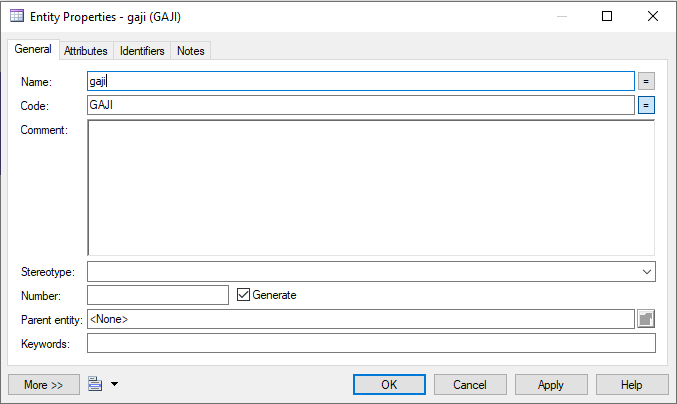 Entity Properties - gaji (GAJI)
General Attributes Identifiers Notes
Name: gaji =
Code: GAJI =
Comment:
Stereotype:
Number: Generate
Parent entity: <None>
Keywords:
More >> OK Cancel Apply Help